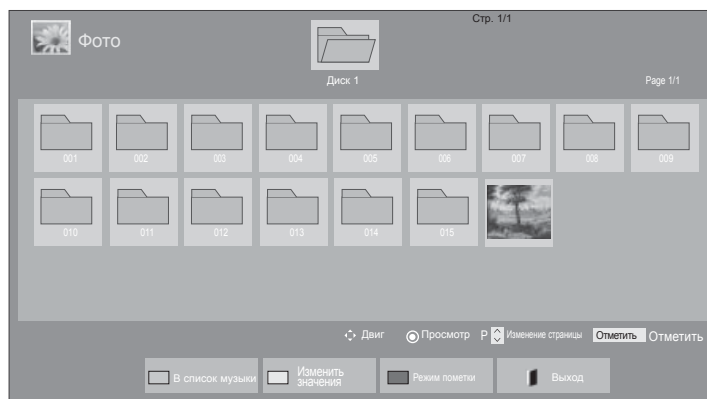 Стр. 1/1
Фото
Диск 1
Page 1/1
001 002 003 004 005 006 007 008 009
010 011 012 013 014 015
Двиг Просмотр P Изменение страницы Отметить Отметить
В список музыки Изменить значения Режим пометки Выход